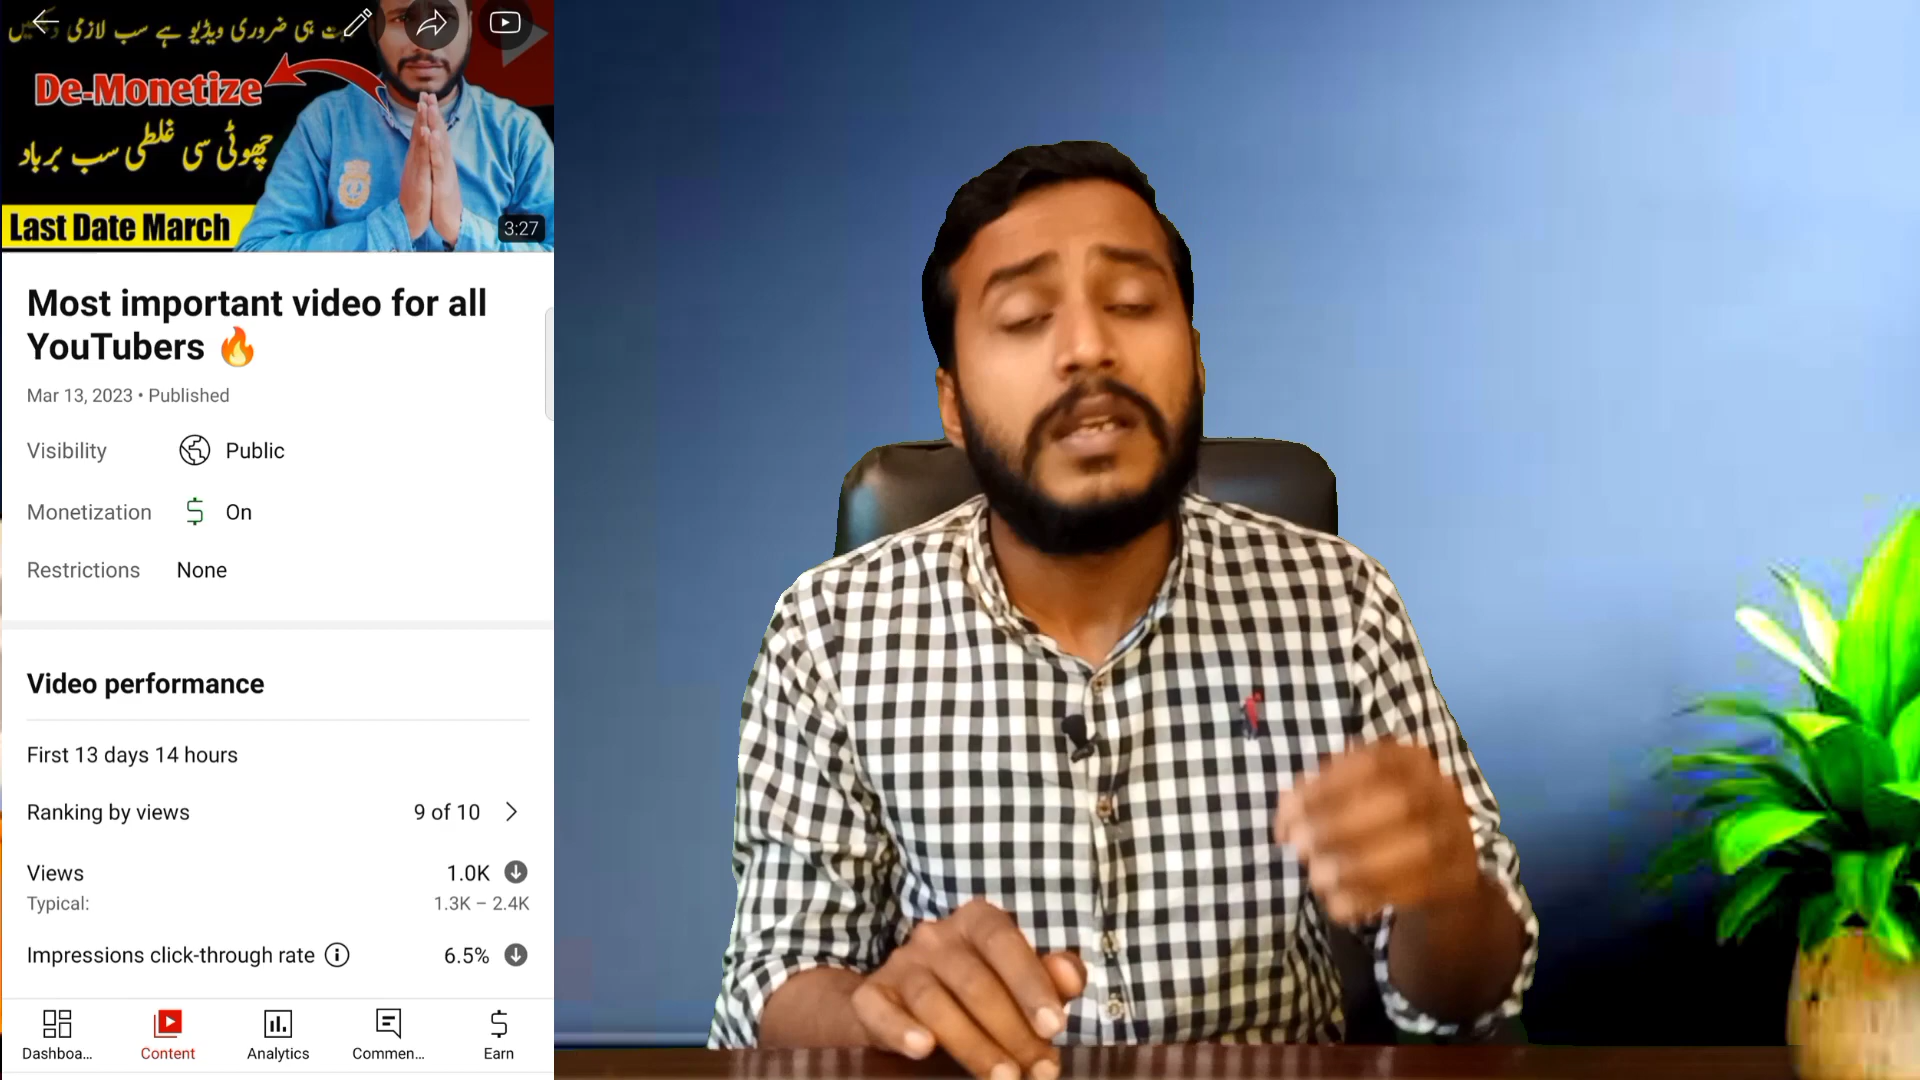 ہی ضروری ویڈیو ہے سب لازمی
De-Monetize
چھوٹی سی غلطی سب برباد
Last Date March
3:27
Most important video for all
YouTubers 🔥
Mar 13, 2023 • Published
Visibility Public
Monetization On
Restrictions None
Video performance
First 13 days 14 hours
Ranking by views 9 of 10
Views 1.0K
Typical: 1.3K – 2.4K
Impressions click-through rate 6.5%
Dashboa... Content Analytics Commen... Earn